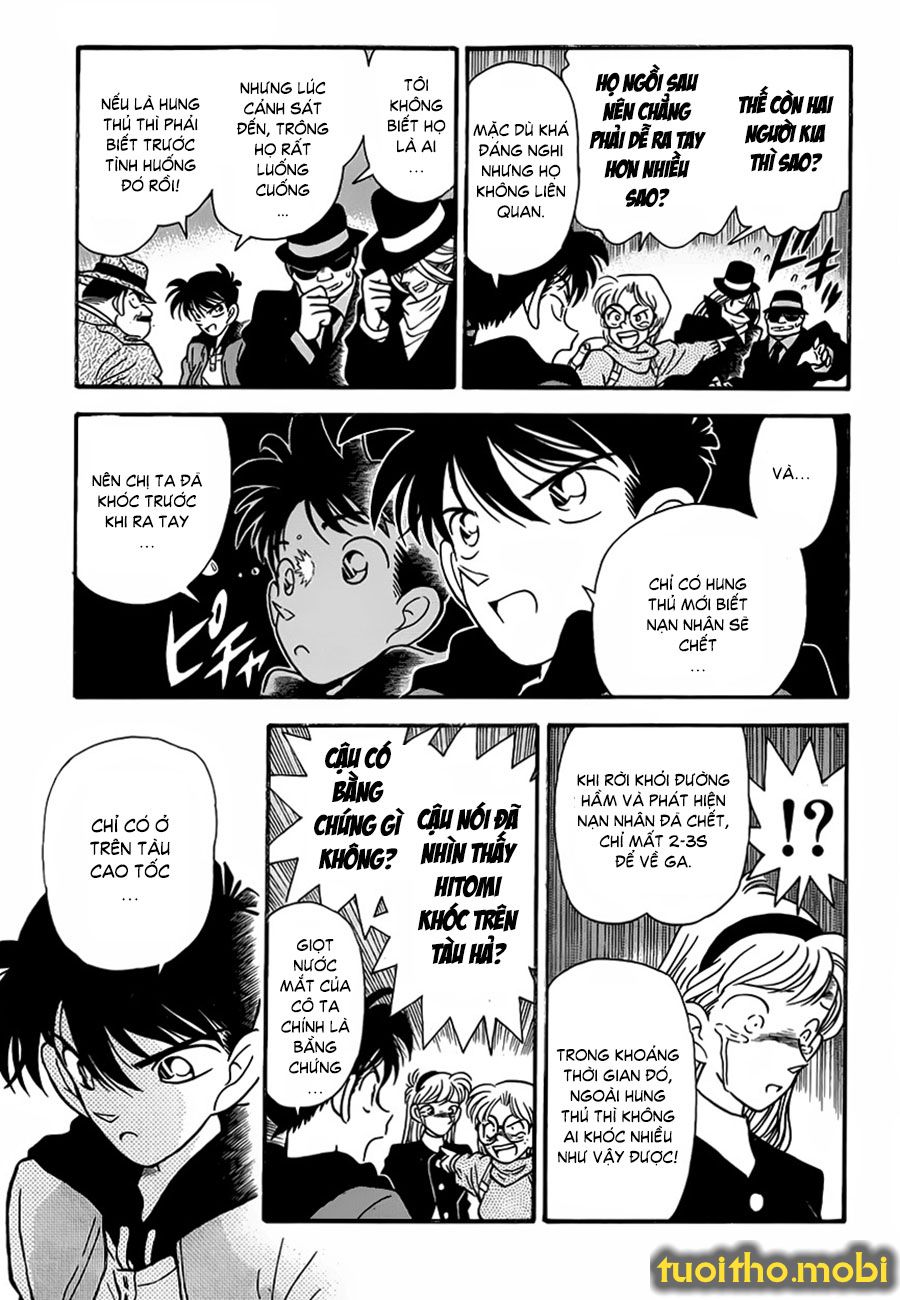 THẾ CÒN HAI
NGƯỜI KIA
THÌ SAO?
HỌ NGỒI SAU
NÊN CHẲNG
PHẢI DỄ RA TAY
HƠN NHIỀU
SAO?
MẶC DÙ KHÁ
ĐÁNG NGHI
NHƯNG HỌ
KHÔNG LIÊN
QUAN.
ドキッ
TÔI
KHÔNG
BIẾT HỌ
LÀ AI
...
NHƯNG LÚC
CẢNH SÁT
ĐẾN, TRÔNG
HỌ RẤT
LUỐNG
CUỐNG
...
NẾU LÀ HUNG
THỦ THÌ PHẢI
BIẾT TRƯỚC
TÌNH HUỐNG
ĐÓ RỒI!
VÀ...
CHỈ CÓ HUNG
THỦ MỚI BIẾT
NẠN NHÂN SẼ
CHẾT
...
NÊN CHỊ TA ĐÃ
KHÓC TRƯỚC
KHI RA TAY
...
ピチャ
!?
KHI RỜI KHỎI ĐƯỜNG
HẦM VÀ PHÁT HIỆN
NẠN NHÂN ĐÃ CHẾT,
CHỈ MẤT 2-3S
ĐỂ VỀ GA.
TRONG KHOẢNG
THỜI GIAN ĐÓ,
NGOÀI HUNG
THỦ THÌ KHÔNG
AI KHÓC NHIỀU
NHƯ VẬY ĐƯỢC!
CẬU NÓI ĐÃ
NHÌN THẤY
HITOMI
KHÓC TRÊN
TÀU HẢ?
CẬU CÓ
BẰNG
CHỨNG GÌ
KHÔNG?
GIỌT
NƯỚC
MẮT CỦA
CÔ TA
CHÍNH LÀ
BẰNG
CHỨNG
...
CHỈ CÓ Ở
TRÊN TÀU
CAO TỐC
...
tuoitho.mobi